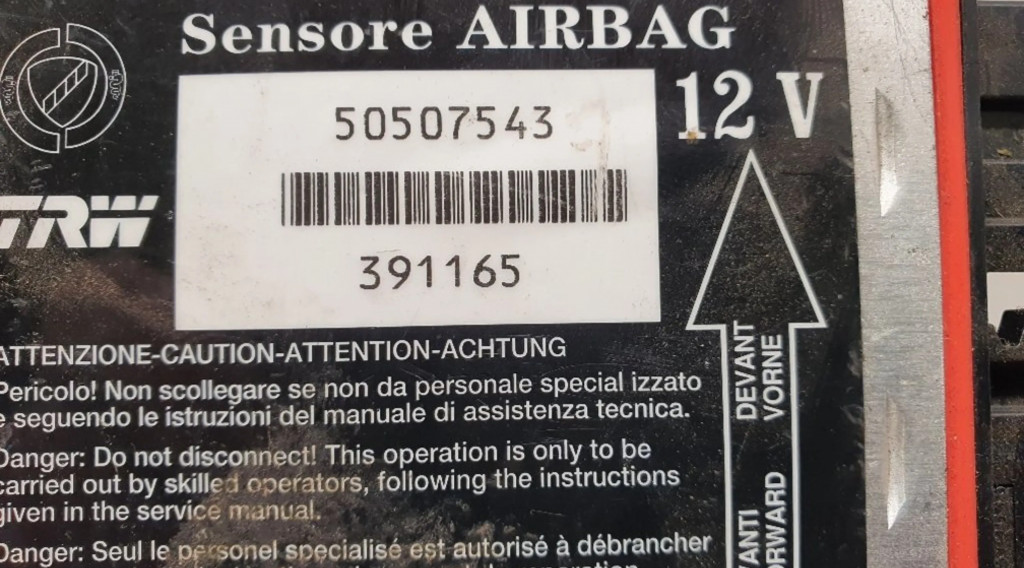 Sensore AIRBAG
12 V
50507543
391165
TRW
ATTENZIONE-CAUTION-ATTENTION-ACHTUNG
Pericolo! Non scollegare se non da personale special izzato
e seguendo le istruzioni del manuale di assistenza tecnica.
Danger: Do not disconnect! This operation is only to be
carried out by skilled operators, following the instructions
given in the service manual.
Danger: Seul le personel specialisé est autorisé à débrancher
DEVANT
VORNE